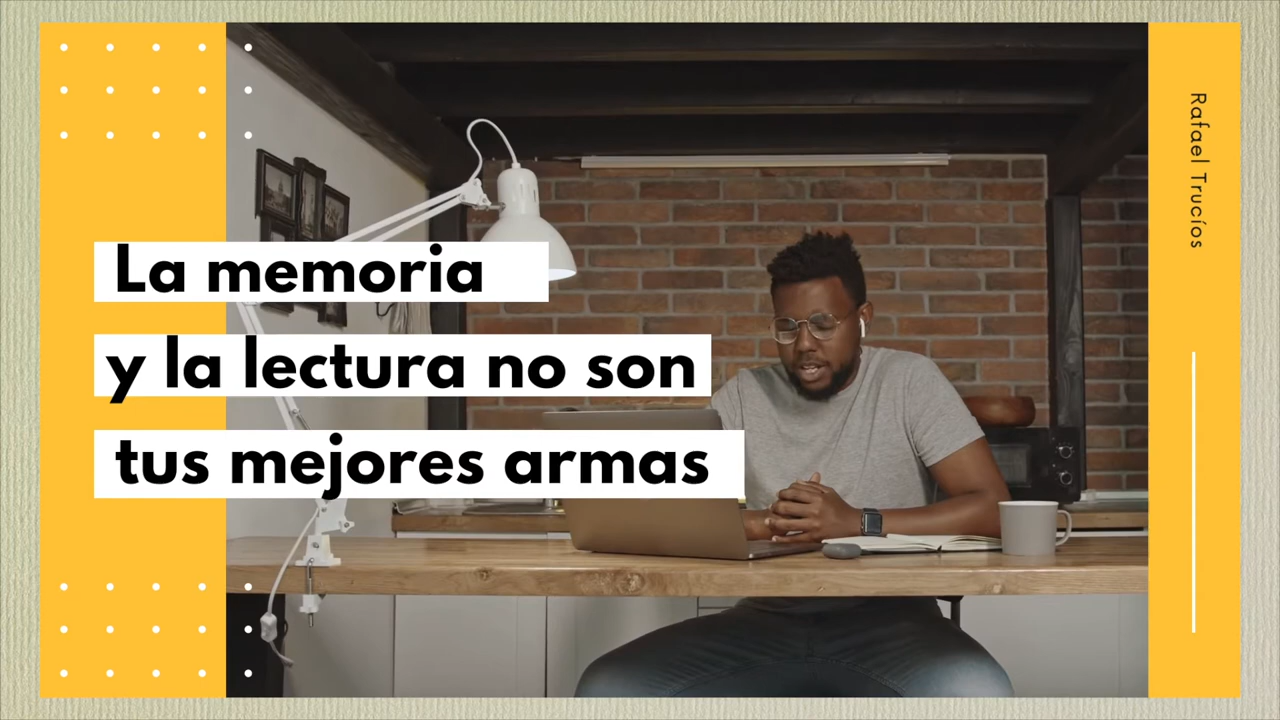 La memoria
y la lectura no son
tus mejores armas
Rafael Trucíos